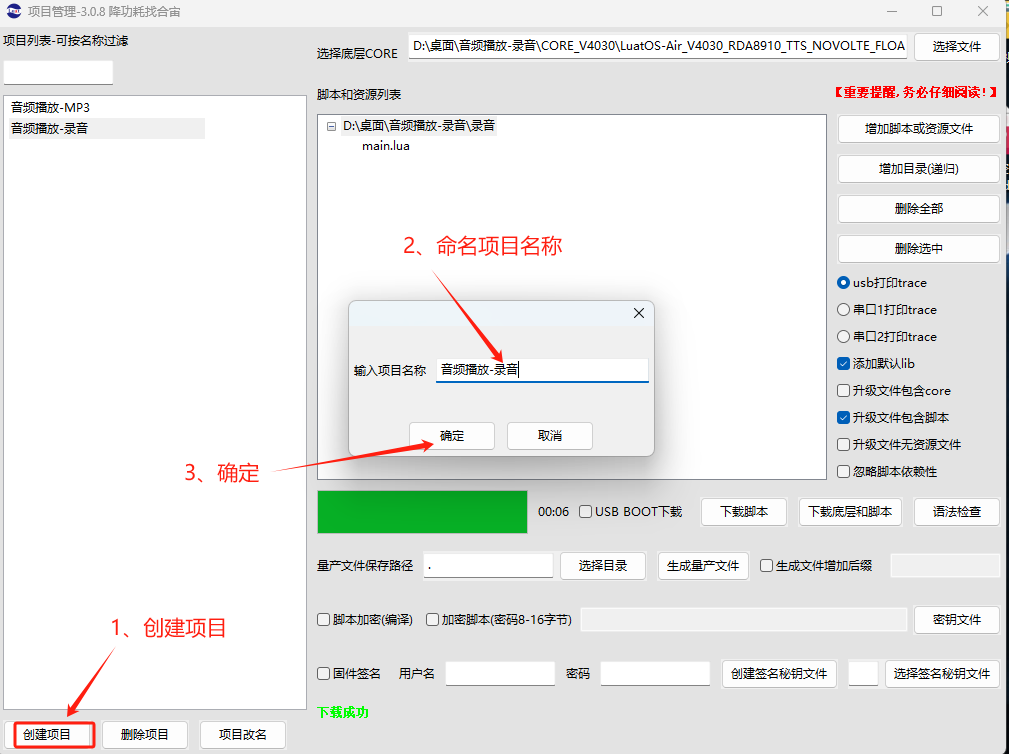 项目管理-3.0.8 降功耗找合宙
项目列表-可按名称过滤
选择底层CORE
D:\桌面\音频播放-录音\CORE_V4030\LuatOS-Air_V4030_RDA8910_TTS_NOVOLTE_FLOA
选择文件
脚本和资源列表
【重要提醒,务必仔细阅读!】
音频播放-MP3
音频播放-录音
D:\桌面\音频播放-录音\录音
main.lua
增加脚本或资源文件
增加目录(递归)
删除全部
删除选中
usb打印trace
串口1打印trace
串口2打印trace
添加默认lib
升级文件包含core
升级文件包含脚本
升级文件无资源文件
忽略脚本依赖性
2、命名项目名称
输入项目名称
音频播放-录音
确定
取消
3、确定
00:06
USB BOOT下载
下载脚本
下载底层和脚本
语法检查
量产文件保存路径
.
选择目录
生成量产文件
生成文件增加后缀
脚本加密(编译)
加密脚本(密码8-16字节)
密钥文件
1、创建项目
固件签名
用户名
密码
创建签名秘钥文件
选择签名秘钥文件
下载成功
创建项目
删除项目
项目改名